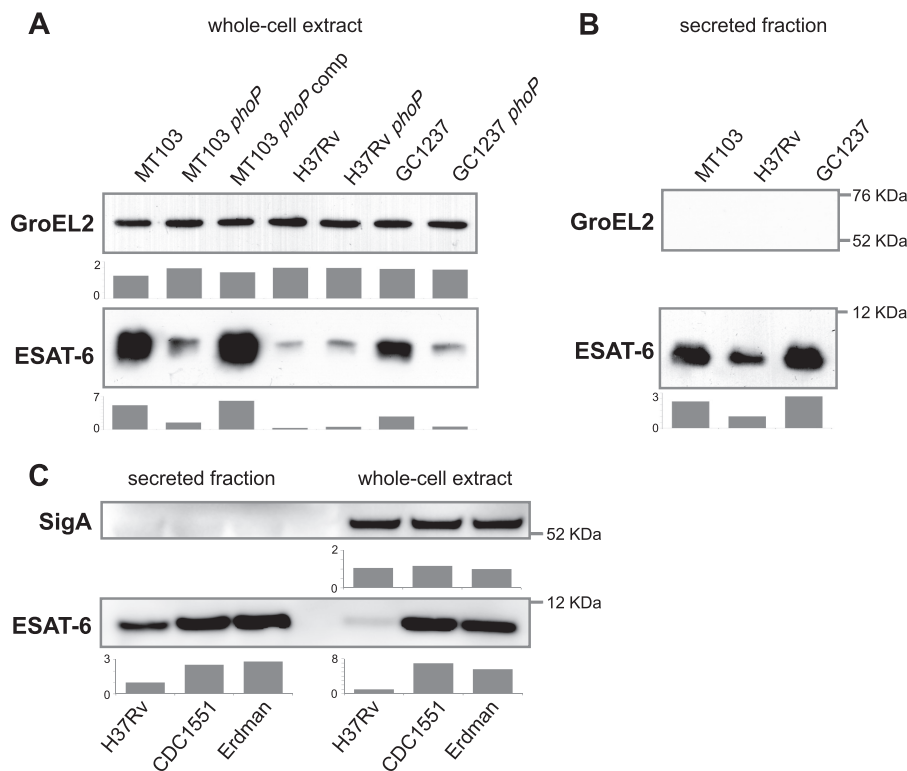 A
whole-cell extract
MT103
MT103 phoP
MT103 phoP comp
H37Rv
H37Rv phoP
GC1237
GC1237 phoP
GroEL2
2
0
ESAT-6
7
0
B
secreted fraction
MT103
H37Rv
GC1237
GroEL2
76 KDa
52 KDa
12 KDa
ESAT-6
3
0
C
secreted fraction
whole-cell extract
SigA
52 KDa
2
0
12 KDa
ESAT-6
3
0
8
0
H37Rv
CDC1551
Erdman
H37Rv
CDC1551
Erdman